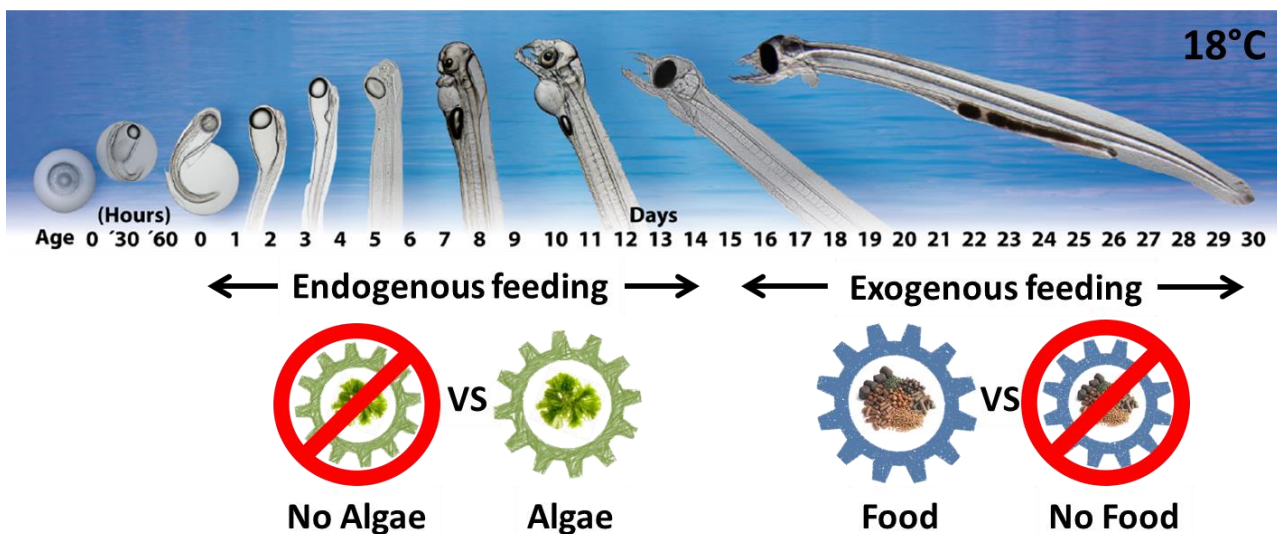 18°C
(Hours) Days
Age 0 ´30 ´60 0 1 2 3 4 5 6 7 8 9 10 11 12 13 14 15 16 17 18 19 20 21 22 23 24 25 26 27 28 29 30
Endogenous feeding Exogenous feeding
VS VS
No Algae Algae Food No Food